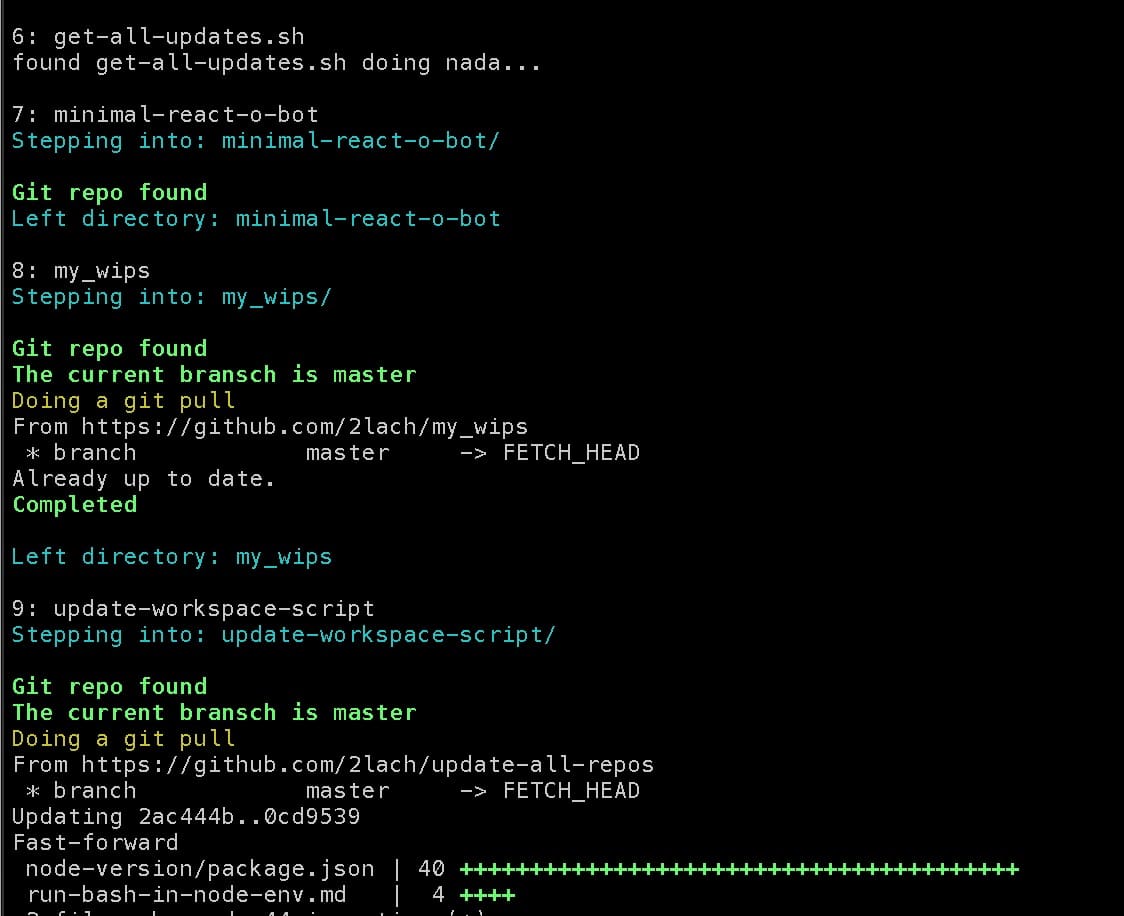 6: get-all-updates.sh
found get-all-updates.sh doing nada...
7: minimal-react-o-bot
Stepping into: minimal-react-o-bot/
Git repo found
Left directory: minimal-react-o-bot
8: my_wips
Stepping into: my_wips/
Git repo found
The current bransch is master
Doing a git pull
From https://github.com/2lach/my_wips
 * branch            master     -> FETCH_HEAD
Already up to date.
Completed
Left directory: my_wips
9: update-workspace-script
Stepping into: update-workspace-script/
Git repo found
The current bransch is master
Doing a git pull
From https://github.com/2lach/update-all-repos
 * branch            master     -> FETCH_HEAD
Updating 2ac444b..0cd9539
Fast-forward
 node-version/package.json | 40 ++++++++++++++++++++++++++++++++++++++++
 run-bash-in-node-env.md   |  4 ++++